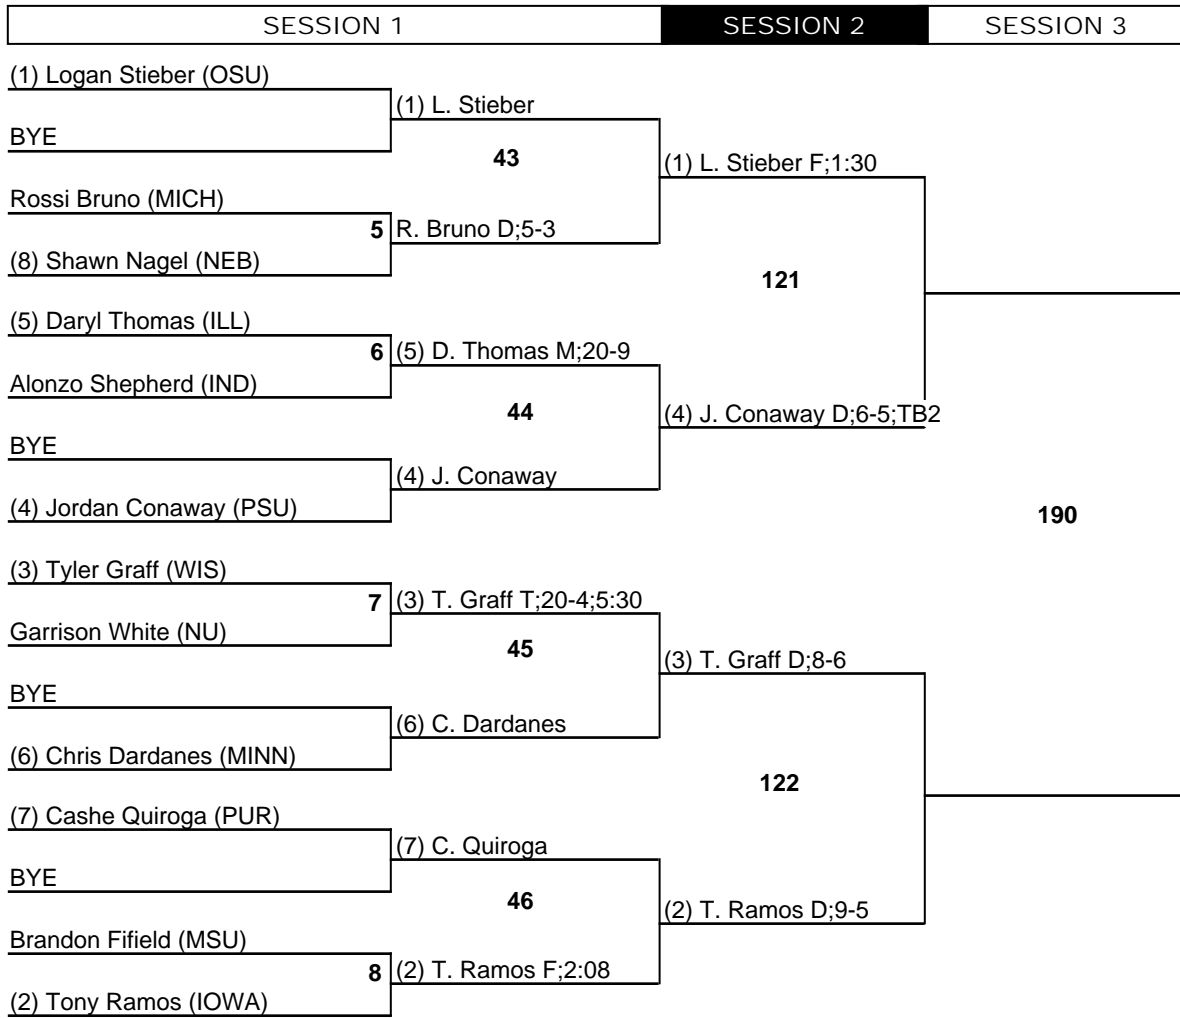 SESSION 1 SESSION 2 SESSION 3
(1) Logan Stieber (OSU)
(1) L. Stieber
BYE
43
(1) L. Stieber F;1:30
Rossi Bruno (MICH)
5 R. Bruno D;5-3
(8) Shawn Nagel (NEB)
121
(5) Daryl Thomas (ILL)
6 (5) D. Thomas M;20-9
Alonzo Shepherd (IND)
44
(4) J. Conaway D;6-5;TB2
BYE
(4) J. Conaway
(4) Jordan Conaway (PSU)
190
(3) Tyler Graff (WIS)
7 (3) T. Graff T;20-4;5:30
Garrison White (NU)
45
(3) T. Graff D;8-6
BYE
(6) C. Dardanes
(6) Chris Dardanes (MINN)
122
(7) Cashe Quiroga (PUR)
(7) C. Quiroga
BYE
46
(2) T. Ramos D;9-5
Brandon Fifield (MSU)
8 (2) T. Ramos F;2:08
(2) Tony Ramos (IOWA)